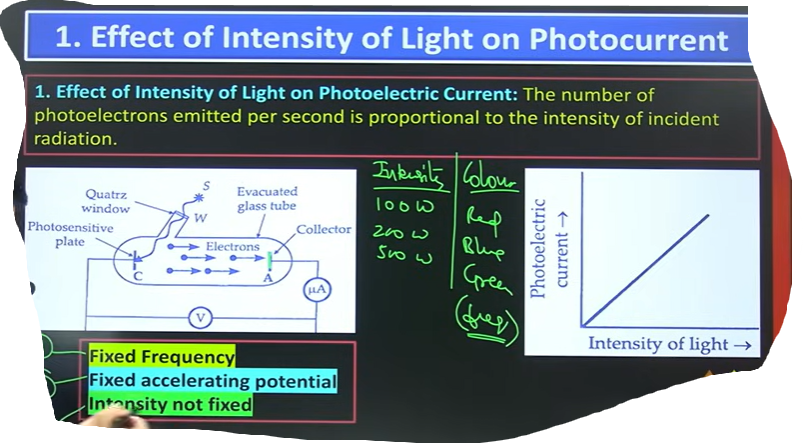 1. Effect of Intensity of Light on Photocurrent
1. Effect of Intensity of Light on Photoelectric Current: The number of
photoelectrons emitted per second is proportional to the intensity of incident
radiation.
S
Quatrz
window
W
Evacuated
glass tube
Photosensitive
plate
Collector
Electrons
C
A
μA
V
Intensity
100 W
200 W
500 W
Colour
Red
Blue
Green
(freq)
Photoelectric
current →
Intensity of light →
Fixed Frequency
Fixed accelerating potential
Intensity not fixed